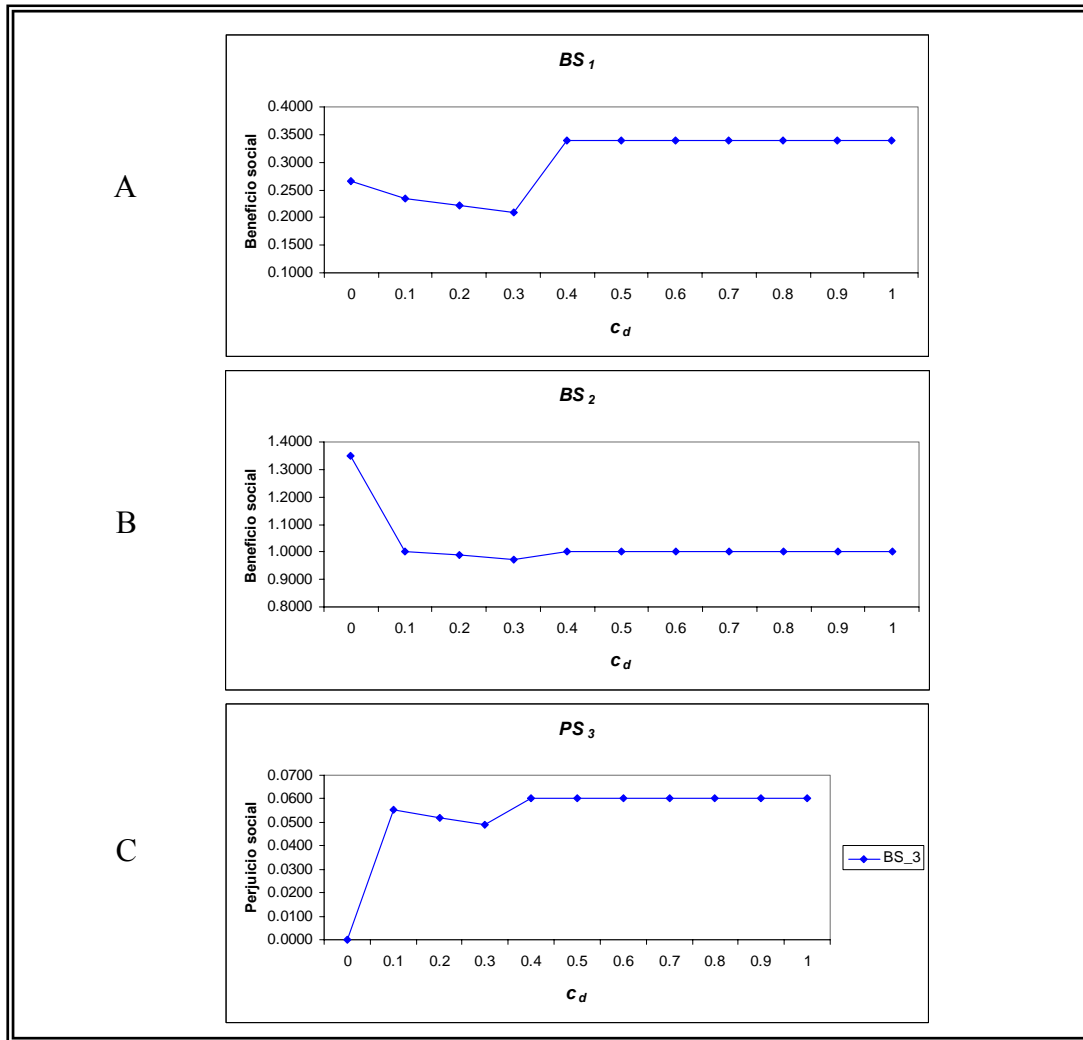 A
BS 1
Beneficio social
0.4000
0.3500
0.3000
0.2500
0.2000
0.1500
0.1000
0 0.1 0.2 0.3 0.4 0.5 0.6 0.7 0.8 0.9 1
c d
B
BS 2
Beneficio social
1.4000
1.3000
1.2000
1.1000
1.0000
0.9000
0.8000
0 0.1 0.2 0.3 0.4 0.5 0.6 0.7 0.8 0.9 1
c d
C
PS 3
Perjuicio social
0.0700
0.0600
0.0500
0.0400
0.0300
0.0200
0.0100
0.0000
0 0.1 0.2 0.3 0.4 0.5 0.6 0.7 0.8 0.9 1
c d
BS_3